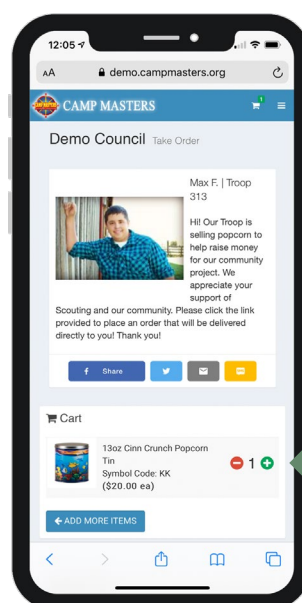 12:05
AA demo.campmasters.org
CAMP MASTERS
1
Demo Council Take Order
Max F. | Troop
313
Hi! Our Troop is
selling popcorn to
help raise money
for our community
project. We
appreciate your
support of
Scouting and our community. Please click the link
provided to place an order that will be delivered
directly to you! Thank you!
f Share
Cart
13oz Cinn Crunch Popcorn
Tin
Symbol Code: KK
($20.00 ea)
1
ADD MORE ITEMS